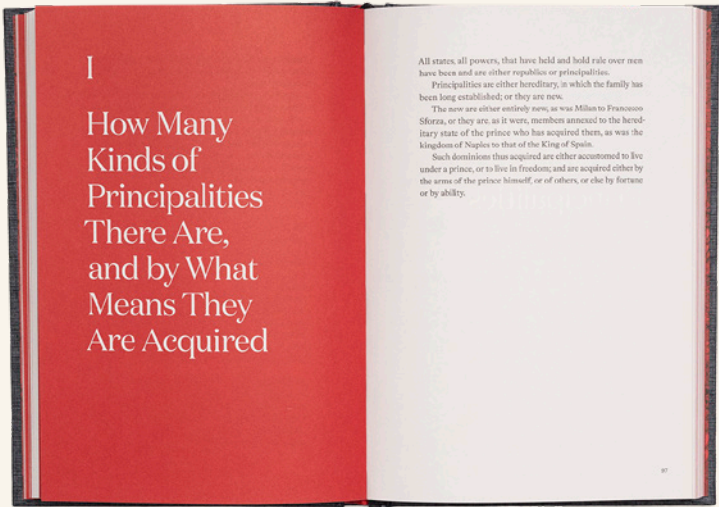 I
How Many
Kinds of
Principalities
There Are,
and by What
Means They
Are Acquired
All states, all powers, that have held and hold rule over men
have been and are either republics or principalities.
Principalities are either hereditary, in which the family has
been long established; or they are new.
The new are either entirely new, as was Milan to Francesco
Sforza, or they are, as it were, members annexed to the hered-
itary state of the prince who has acquired them, as was the
kingdom of Naples to that of the King of Spain.
Such dominions thus acquired are either accustomed to live
under a prince, or to live in freedom; and are acquired either by
the arms of the prince himself, or of others, or else by fortune
or by ability.